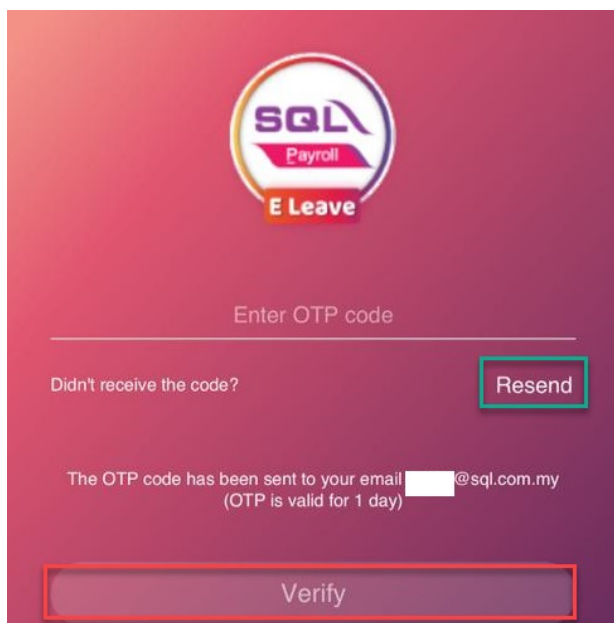 SQL
Payroll
E Leave
Enter OTP code
Didn't receive the code? Resend
The OTP code has been sent to your email @sql.com.my
(OTP is valid for 1 day)
Verify